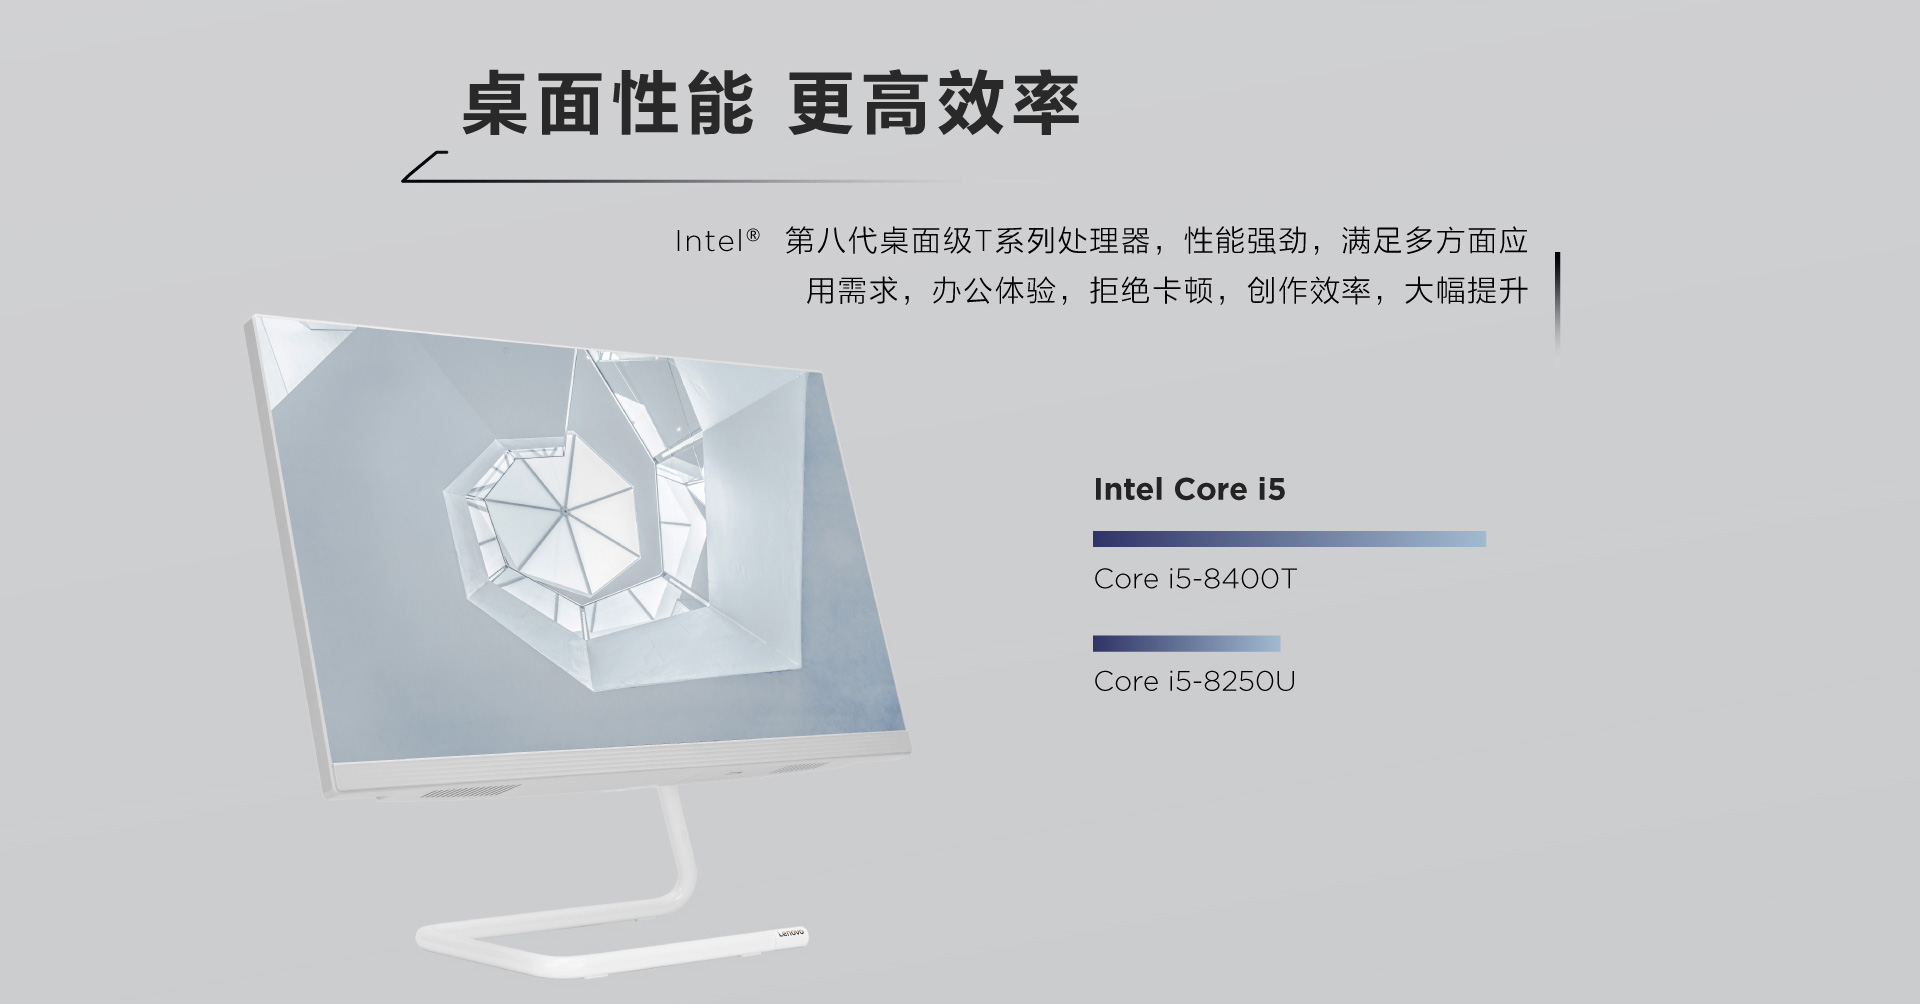 桌面性能 更高效率
Intel® 第八代桌面级T系列处理器，性能强劲，满足多方面应
用需求，办公体验，拒绝卡顿，创作效率，大幅提升
Intel Core i5
Core i5-8400T
Core i5-8250U
Lenovo